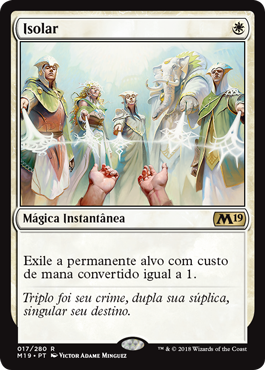 Isolar
Mágica Instantânea
M19
Exile a permanente alvo com custo
de mana convertido igual a 1.
Triplo foi seu crime, dupla sua súplica,
singular seu destino.
017/280 R
M19 • PT Victor Adame Minguez
™ & © 2018 Wizards of the Coast